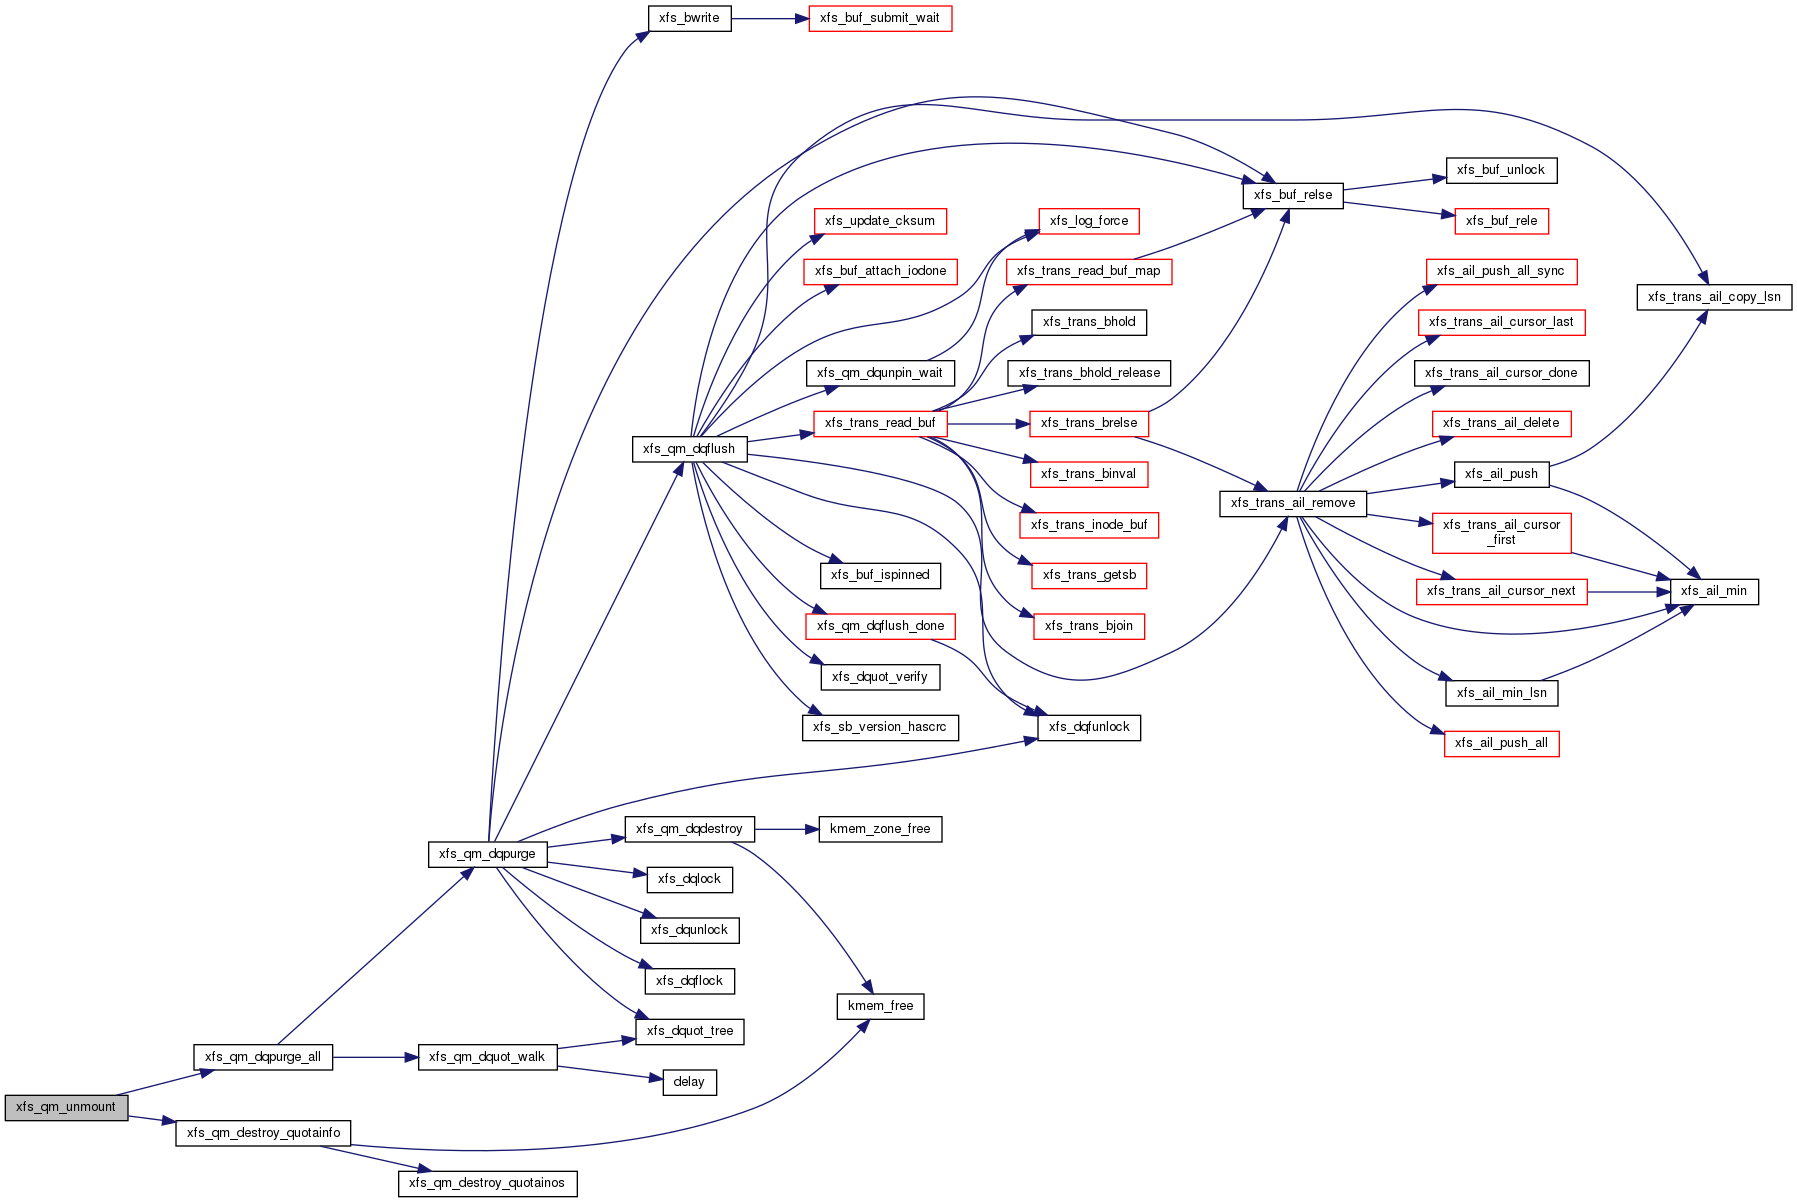 xfs_bwrite
xfs_buf_submit_wait
xfs_buf_unlock
xfs_buf_relse
xfs_update_cksum
xfs_log_force
xfs_buf_rele
xfs_buf_attach_iodone
xfs_trans_read_buf_map
xfs_ail_push_all_sync
xfs_trans_ail_copy_lsn
xfs_trans_bhold
xfs_trans_ail_cursor_last
xfs_qm_dqunpin_wait
xfs_trans_bhold_release
xfs_trans_ail_cursor_done
xfs_qm_dqflush
xfs_trans_read_buf
xfs_trans_brelse
xfs_trans_ail_delete
xfs_trans_binval
xfs_ail_push
xfs_trans_ail_remove
xfs_trans_inode_buf
xfs_trans_ail_cursor
_first
xfs_buf_ispinned
xfs_trans_getsb
xfs_trans_ail_cursor_next
xfs_ail_min
xfs_qm_dqflush_done
xfs_trans_bjoin
xfs_dquot_verify
xfs_ail_min_lsn
xfs_sb_version_hascrc
xfs_dqfunlock
xfs_ail_push_all
xfs_qm_dqpurge
xfs_qm_dqdestroy
kmem_zone_free
xfs_dqlock
xfs_dqunlock
xfs_dqflock
kmem_free
xfs_dquot_tree
xfs_qm_dqpurge_all
xfs_qm_dquot_walk
delay
xfs_qm_unmount
xfs_qm_destroy_quotainfo
xfs_qm_destroy_quotainos